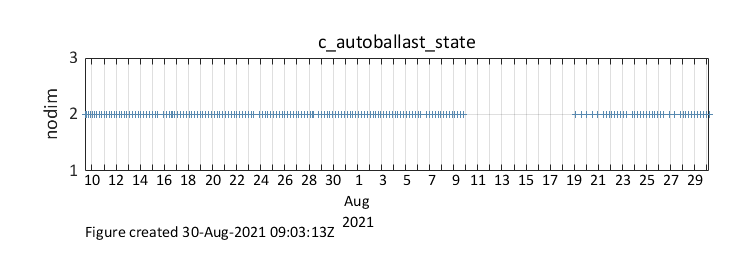 c_autoballast_state
3
nodim
2
1
10 12 14 16 18 20 22 24 26 28 30 1 3 5 7 9 11 13 15 17 19 21 23 25 27 29
Aug
2021
Figure created 30-Aug-2021 09:03:13Z